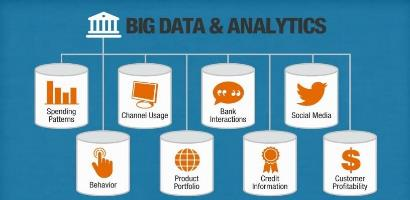 BIG DATA & ANALYTICS
Spending
Patterns
Channel Usage
Bank
Interactions
Social Media
Behavior
Product
Portfolio
Credit
Information
Customer
Profitability